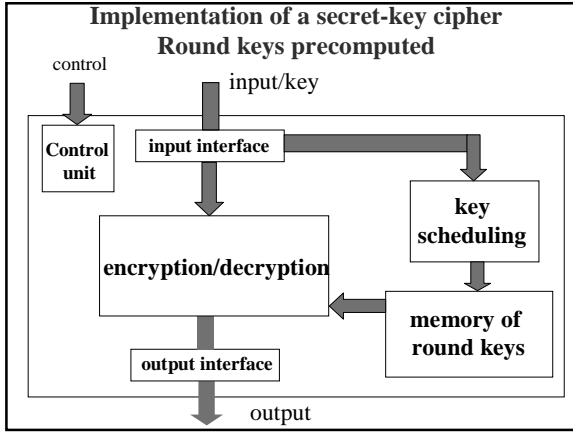 Implementation of a secret-key cipher
Round keys precomputed
control
input/key
Control
unit
input interface
key
scheduling
encryption/decryption
memory of
round keys
output interface
output